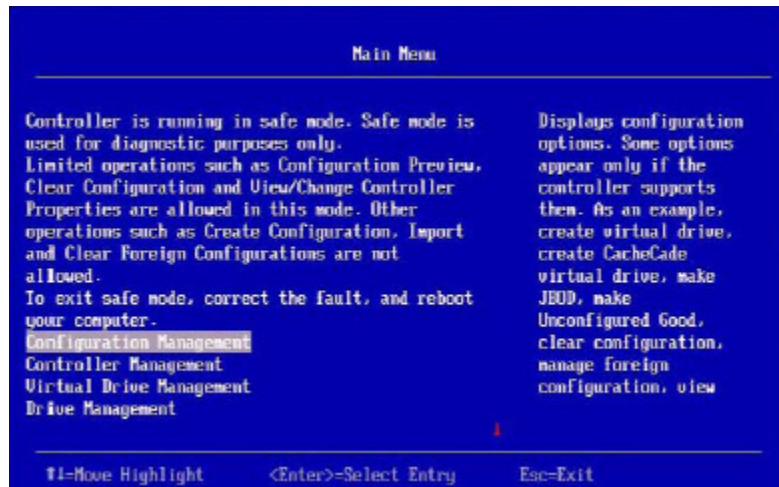 Main Menu
Controller is running in safe mode. Safe mode is
used for diagnostic purposes only.
Limited operations such as Configuration Preview,
Clear Configuration and View/Change Controller
Properties are allowed in this mode. Other
operations such as Create Configuration, Import
and Clear Foreign Configurations are not
allowed.
To exit safe mode, correct the fault, and reboot
your computer.
Configuration Management
Controller Management
Virtual Drive Management
Drive Management
Displays configuration
options. Some options
appear only if the
controller supports
them. As an example,
create virtual drive,
create CacheCade
virtual drive, make
JBOD, make
Unconfigured Good,
clear configuration,
manage foreign
configuration, view
↓
↑↓=Move Highlight <Enter>=Select Entry Esc=Exit